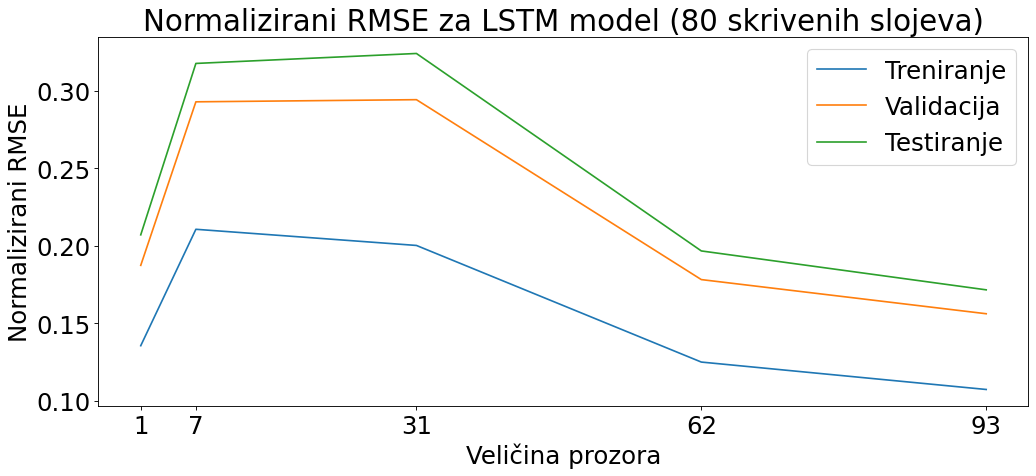 Normalizirani RMSE za LSTM model (80 skrivenih slojeva)
Normalizirani RMSE
0.30
0.25
0.20
0.15
0.10
Treniranje
Validacija
Testiranje
1 7 31 62 93
Veličina prozora